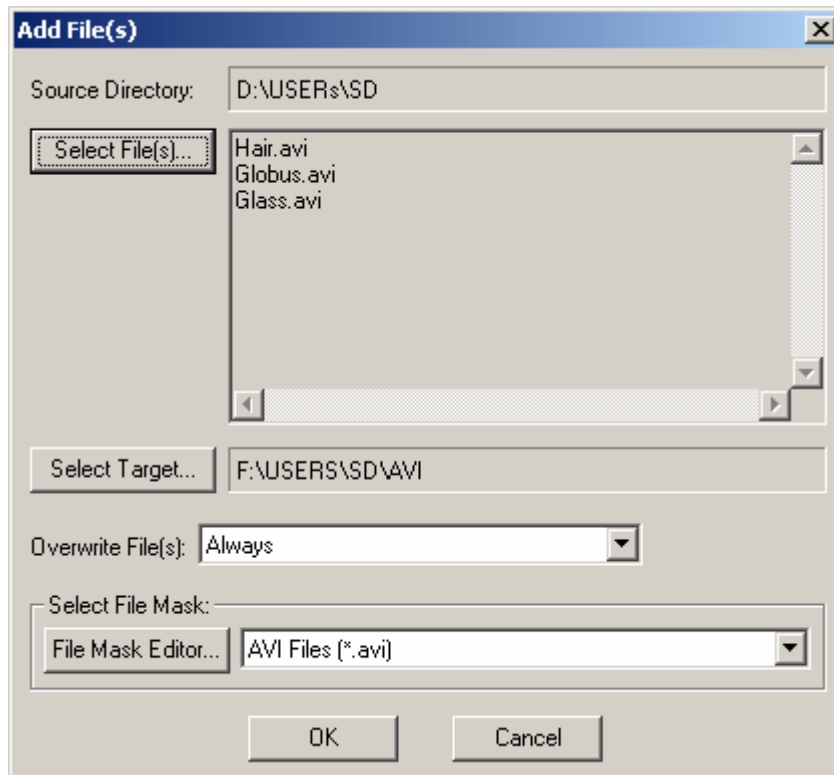 Add File(s)
Source Directory: D:\USERs\SD
Select File(s)...
Hair.avi
Globus.avi
Glass.avi
Select Target... F:\USERS\SD\AVI
Overwrite File(s): Always
Select File Mask:
File Mask Editor... AVI Files (*.avi)
OK Cancel